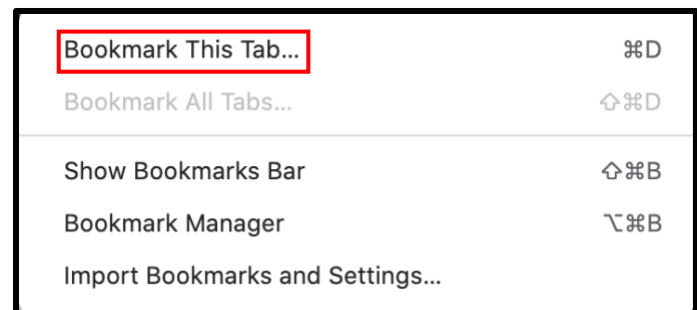 Bookmark This Tab... ⌘D
Bookmark All Tabs... ⇧⌘D
Show Bookmarks Bar ⇧⌘B
Bookmark Manager ⌥⌘B
Import Bookmarks and Settings...